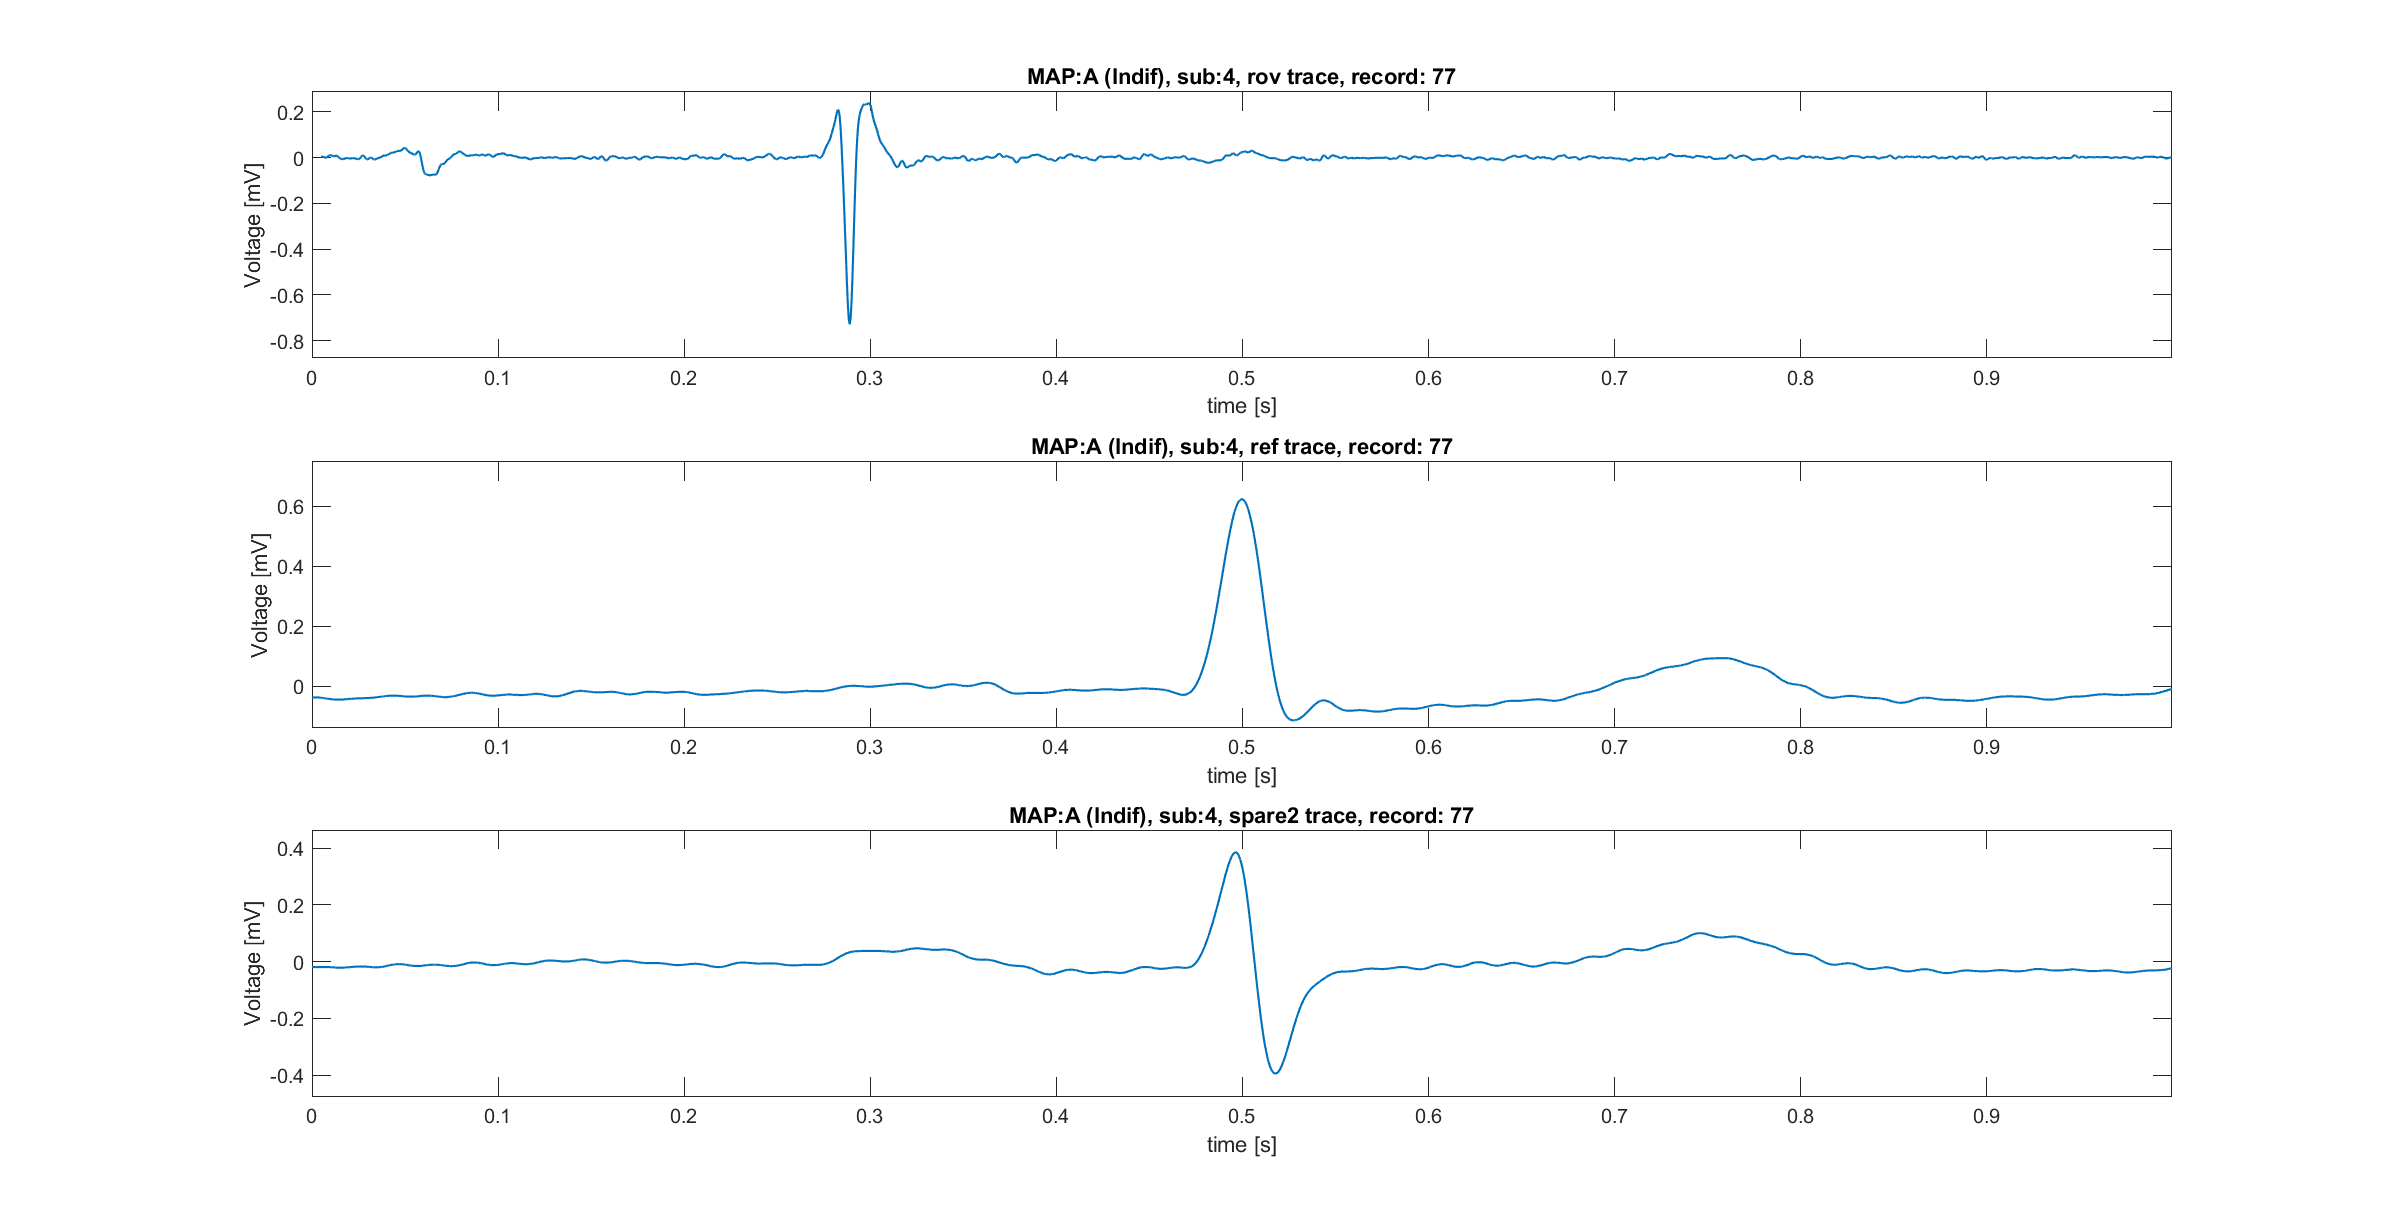 MAP:A (Indif), sub:4, rov trace, record: 77
Voltage [mV]
0.2
0
-0.2
-0.4
-0.6
-0.8
0 0.1 0.2 0.3 0.4 0.5 0.6 0.7 0.8 0.9
time [s]
MAP:A (Indif), sub:4, ref trace, record: 77
Voltage [mV]
0.6
0.4
0.2
0
0 0.1 0.2 0.3 0.4 0.5 0.6 0.7 0.8 0.9
time [s]
MAP:A (Indif), sub:4, spare2 trace, record: 77
Voltage [mV]
0.4
0.2
0
-0.2
-0.4
0 0.1 0.2 0.3 0.4 0.5 0.6 0.7 0.8 0.9
time [s]